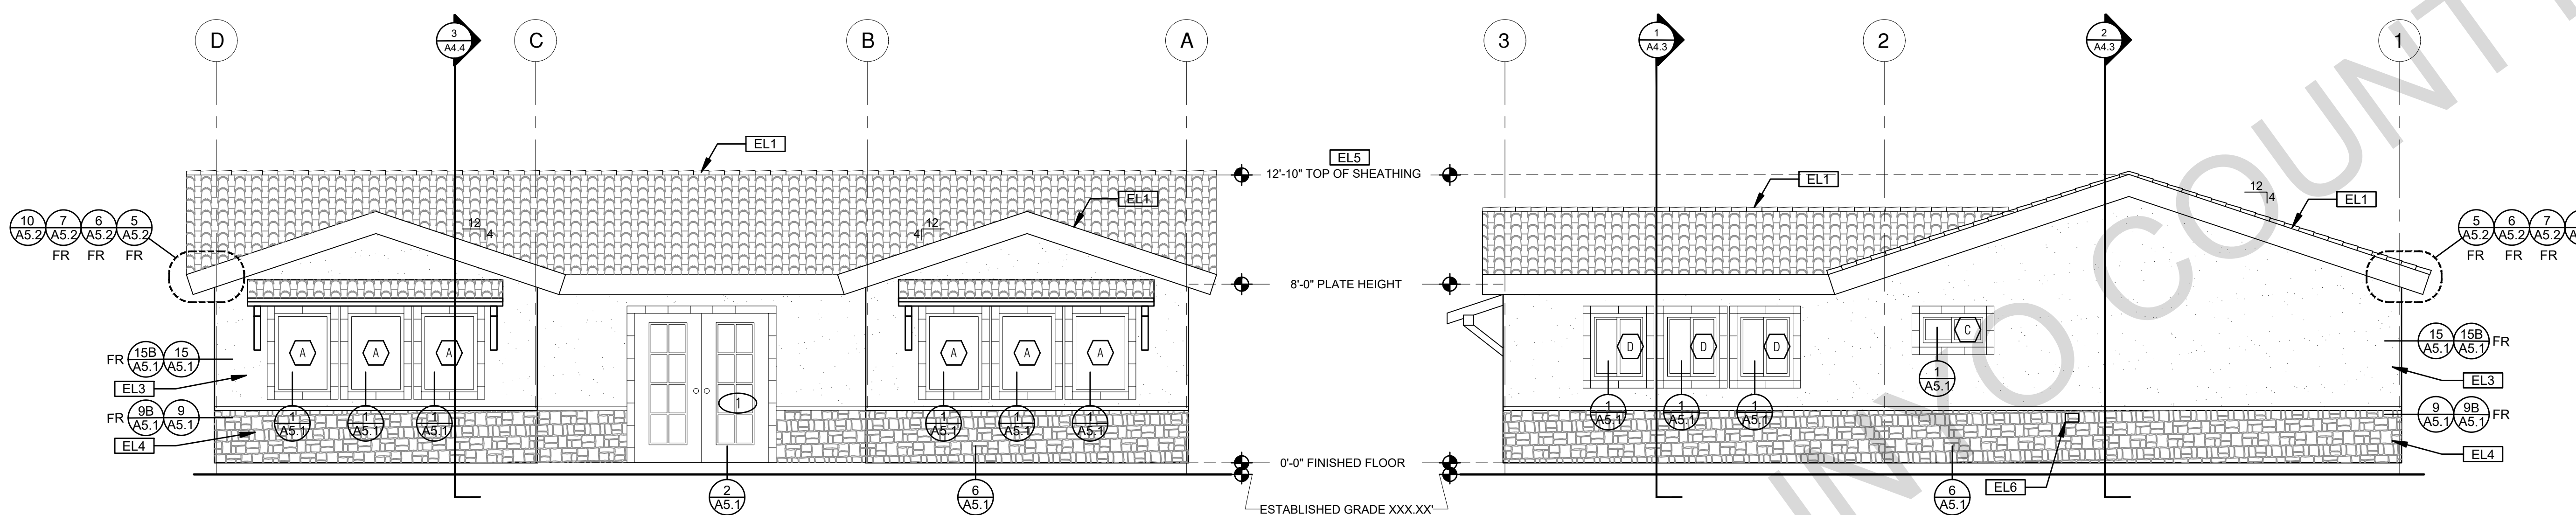 D
3
A4.4
C
B
A
3
1
A4.3
2
2
A4.3
1
EL1
EL5
12'-10" TOP OF SHEATHING
EL1
EL1
12
4
EL1
10 7 6 5
A5.2 A5.2 A5.2 A5.2
FR FR FR
12
4
12
4
5 6 7
A5.2 A5.2 A5.2
FR FR FR
8'-0" PLATE HEIGHT
A A A
A A A
D D D
C
FR 15B 15
A5.1 A5.1
EL3
1
A5.1
15 15B FR
A5.1 A5.1
EL3
FR 9B 9
A5.1 A5.1
EL4
1 1 1
A5.1 A5.1 A5.1
1
1 1 1
A5.1 A5.1 A5.1
1 1 1
A5.1 A5.1 A5.1
9 9B FR
A5.1 A5.1
EL4
0'-0" FINISHED FLOOR
2
A5.1
6
A5.1
6
A5.1
EL6
ESTABLISHED GRADE XXX.XX'
INYO COUNT